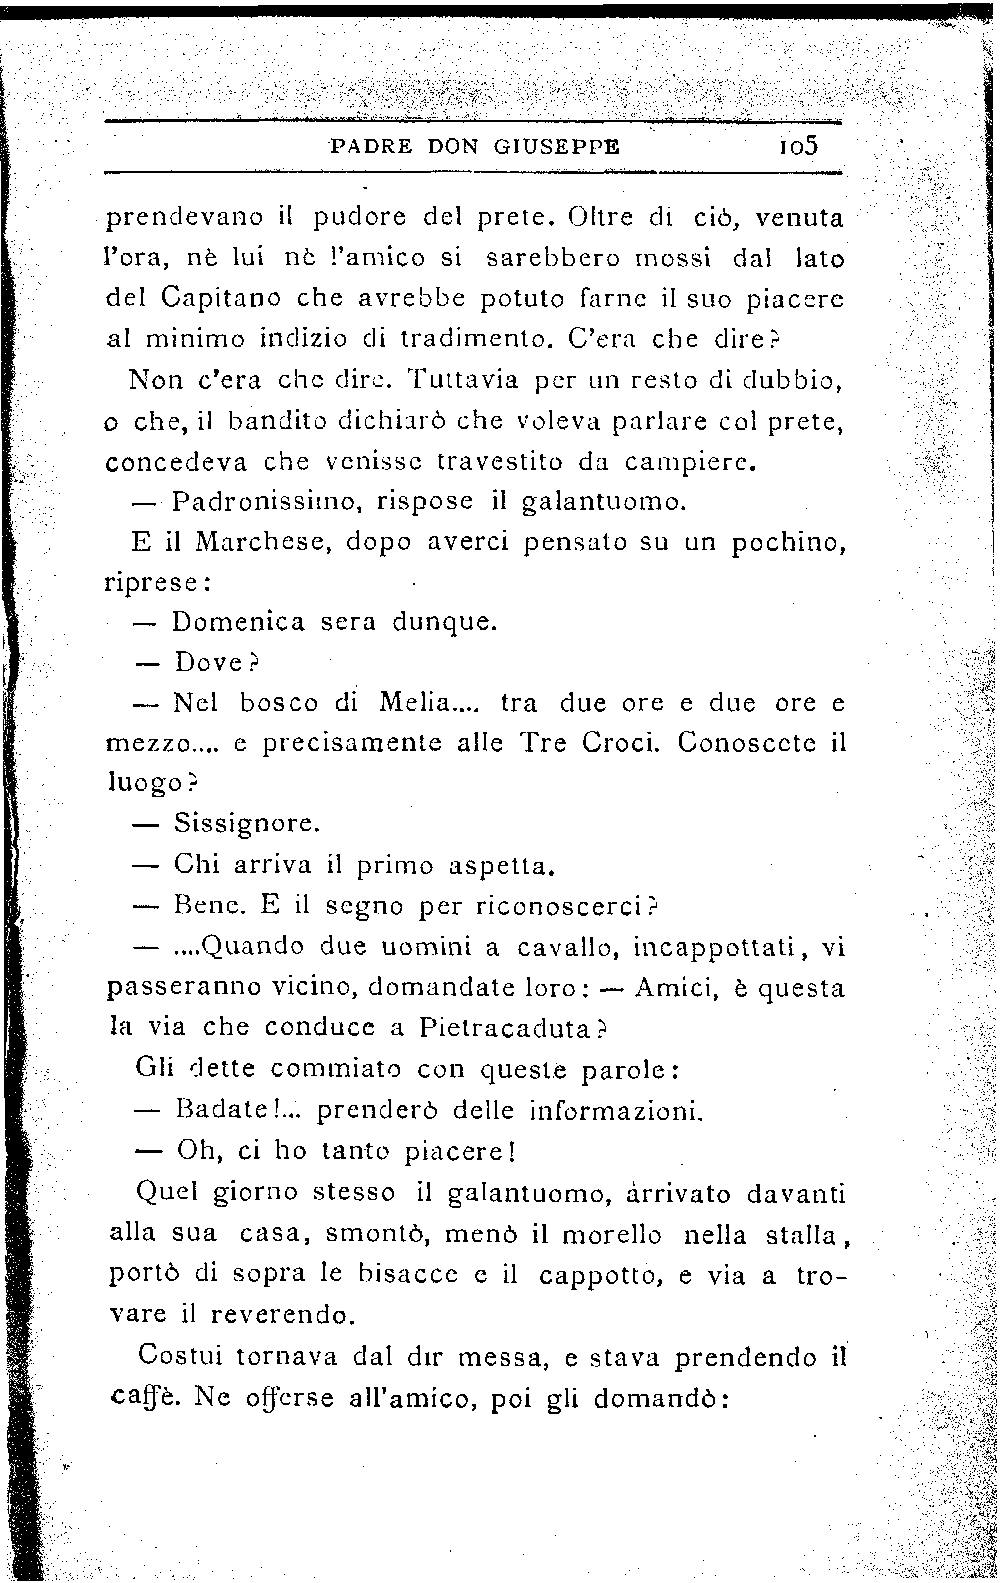 PADRE DON GIUSEPPE 105
prendevano il pudore del prete. Oltre di ciò, venuta
l'ora, nè lui nè l'amico si sarebbero mossi dal lato
del Capitano che avrebbe potuto farne il suo piacere
al minimo indizio di tradimento. C'era che dire?
Non c'era che dire. Tuttavia per un resto di dubbio,
o che, il bandito dichiarò che voleva parlare col prete,
concedeva che venisse travestito da campiere.
— Padronissimo, rispose il galantuomo.
E il Marchese, dopo averci pensato su un pochino,
riprese:
— Domenica sera dunque.
— Dove?
— Nel bosco di Melia.... tra due ore e due ore e
mezzo.... e precisamente alle Tre Croci. Conoscete il
luogo?
— Sissignore.
— Chi arriva il primo aspetta.
— Bene. E il segno per riconoscerci?
— ....Quando due uomini a cavallo, incappottati, vi
passeranno vicino, domandate loro: — Amici, è questa
la via che conduce a Pietracaduta?
Gli dette commiato con queste parole:
— Badate!... prenderò delle informazioni.
— Oh, ci ho tanto piacere!
Quel giorno stesso il galantuomo, arrivato davanti
alla sua casa, smontò, menò il morello nella stalla,
portò di sopra le bisacce e il cappotto, e via a tro-
vare il reverendo.
Costui tornava dal dir messa, e stava prendendo il
caffè. Ne offerse all'amico, poi gli domandò: